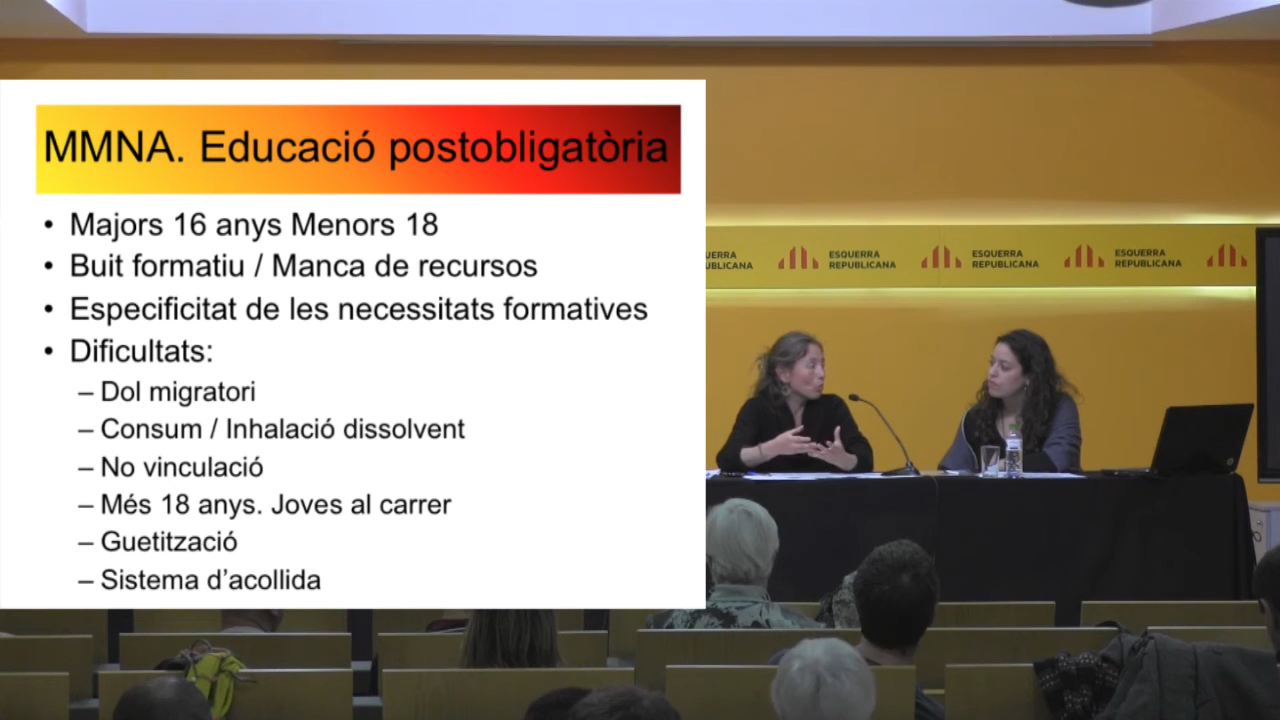 MMNA. Educació postobligatòria
• Majors 16 anys Menors 18
• Buit formatiu / Manca de recursos
• Especificitat de les necessitats formatives
• Dificultats:
– Dol migratori
– Consum / Inhalació dissolvent
– No vinculació
– Més 18 anys. Joves al carrer
– Guetització
– Sistema d’acollida
UERRA
UBLICANA
ESQUERRA
REPUBLICANA
ESQUERRA
REPUBLICANA
ESQUERRA
REPUBLICANA